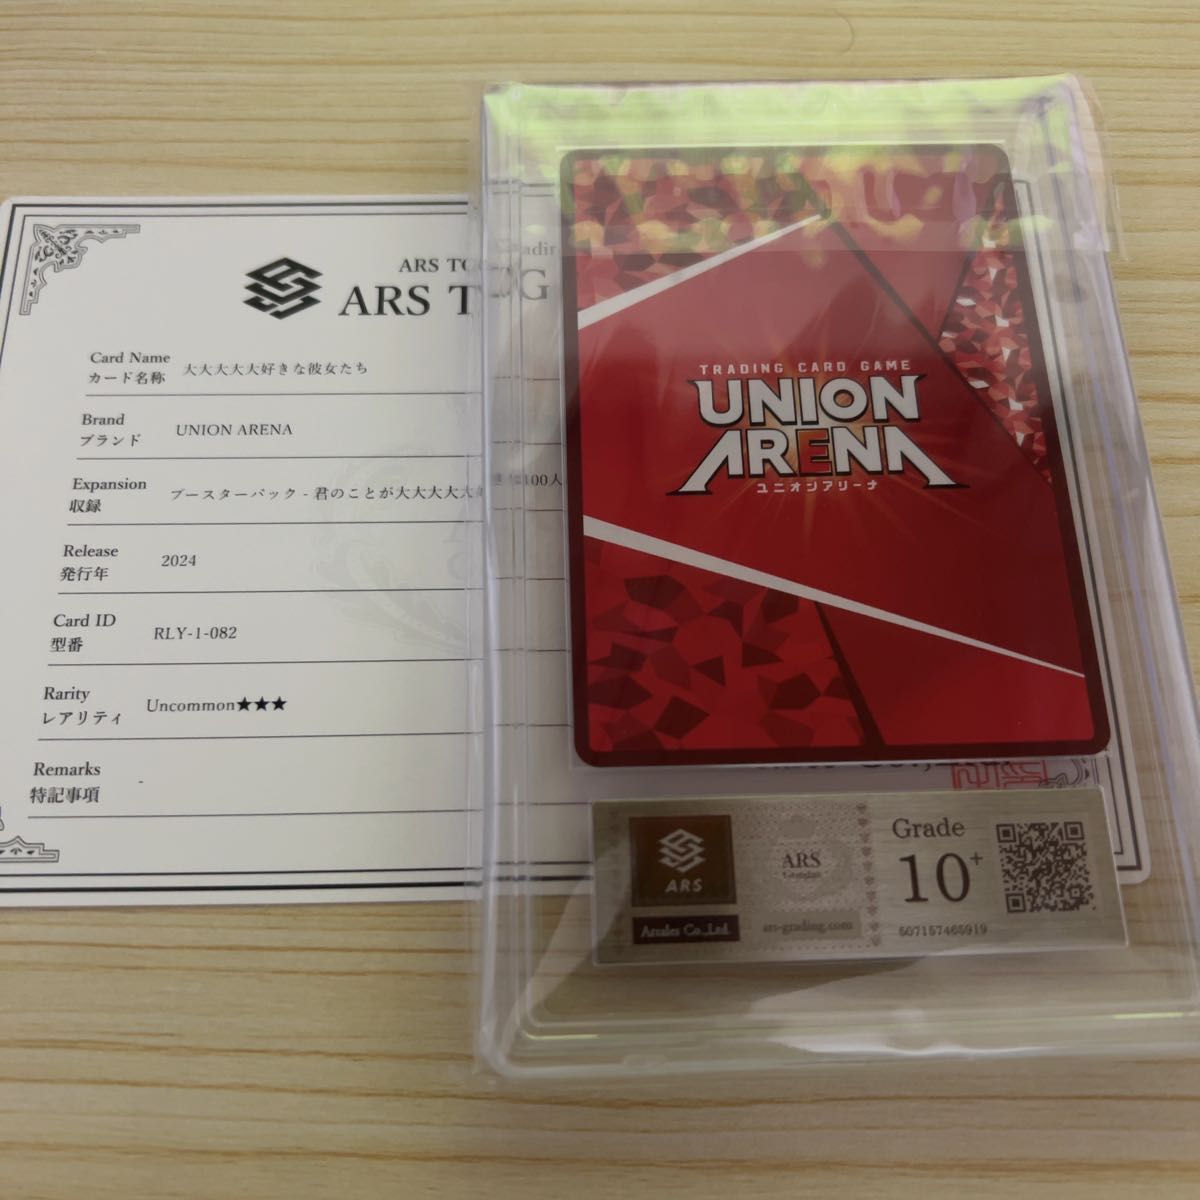 ARS
ARS T
Card Name
カード名称
大大大大大好きな彼女たち
Brand
ブランド
UNION ARENA
Expansion
収録
ブースターパック - 君のことが大大大大大 100人
Release
発行年
2024
Card ID
型番
RLY-1-082
Rarity
レアリティ
Uncommon★★★
Remarks
特記事項
-
TRADING CARD GAME
UNION
ARENA
ユニオンアリーナ
ARS
Arcules Co.,Ltd.
ARS
ars-grading.com
Grade
10+
507157465919